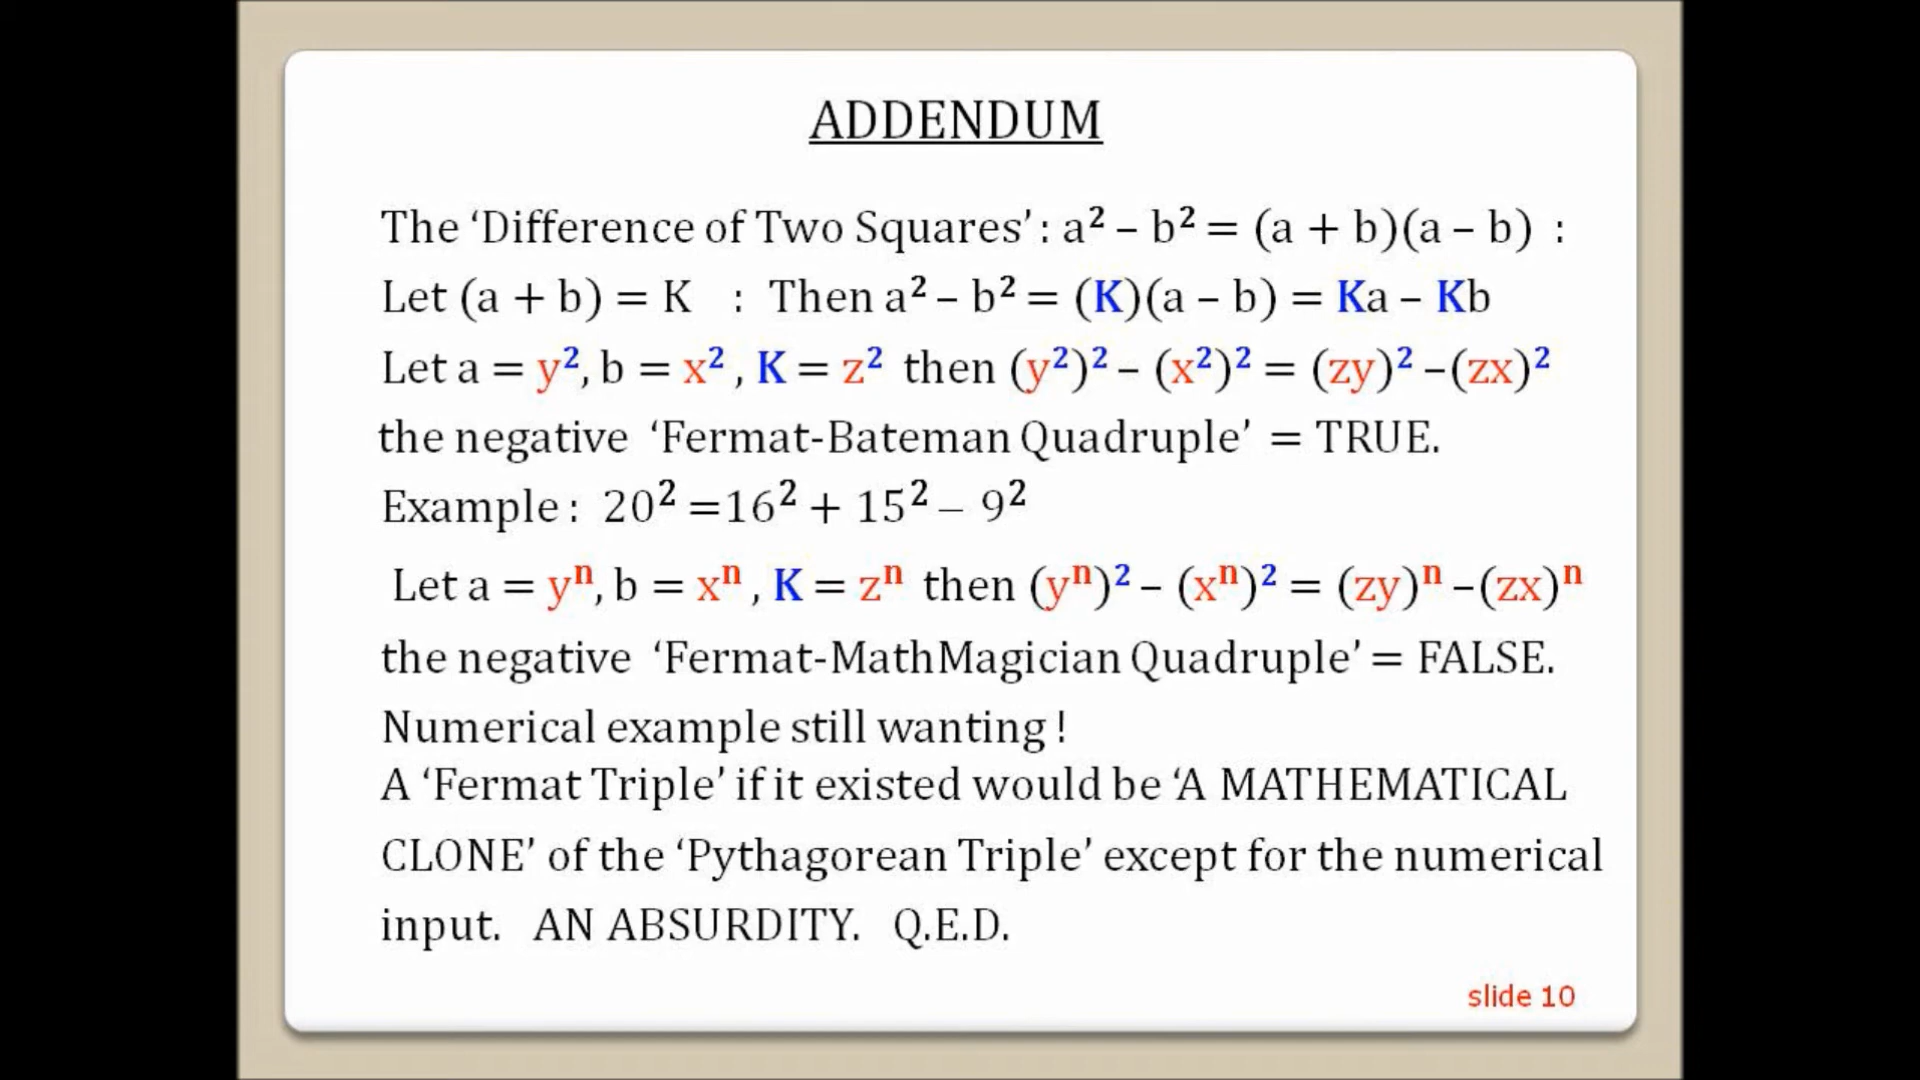 ADDENDUM
The ‘Difference of Two Squares’ : a² – b² = (a + b)(a – b) :
Let (a + b) = K : Then a² – b² = (K)(a – b) = Ka – Kb
Let a = y², b = x² , K = z² then (y²)² – (x²)² = (zy)² –(zx)²
the negative ‘Fermat-Bateman Quadruple’ = TRUE.
Example : 20² =16² + 15² – 9²
Let a = yⁿ, b = xⁿ , K = zⁿ then (yⁿ)² – (xⁿ)² = (zy)ⁿ –(zx)ⁿ
the negative ‘Fermat-MathMagician Quadruple’ = FALSE.
Numerical example still wanting !
A ‘Fermat Triple’ if it existed would be ‘A MATHEMATICAL
CLONE’ of the ‘Pythagorean Triple’ except for the numerical
input. AN ABSURDITY. Q.E.D.
slide 10